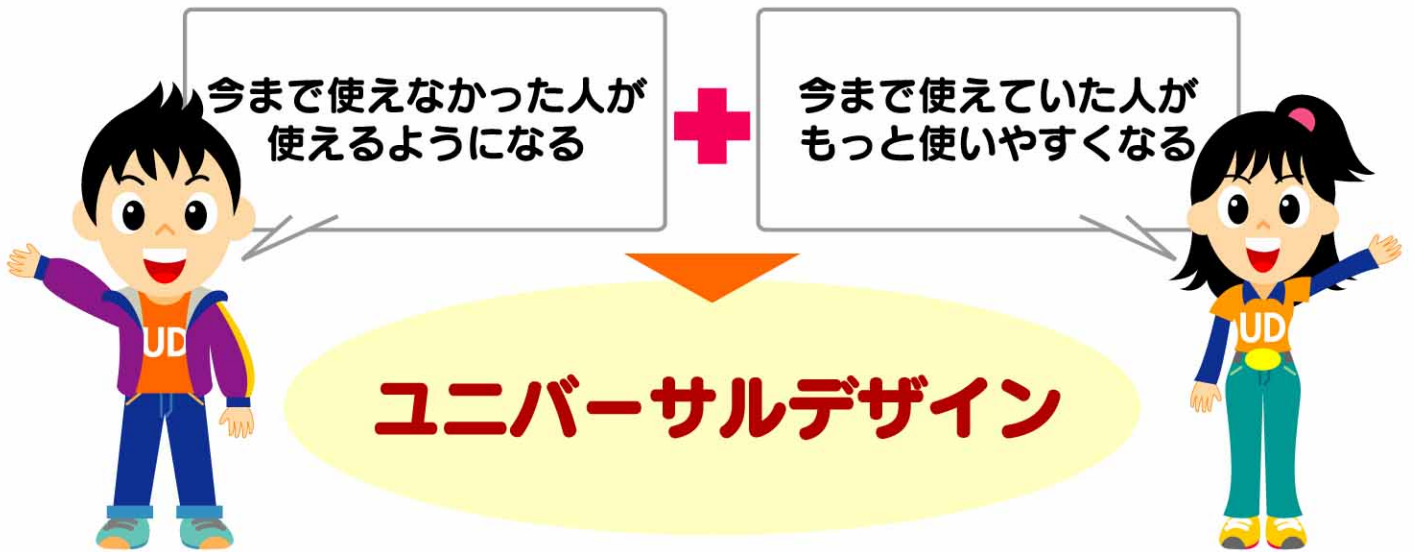 今まで使えなかった人が
使えるようになる
今まで使えていた人が
もっと使いやすくなる
ユニバーサルデザイン
UD
UD